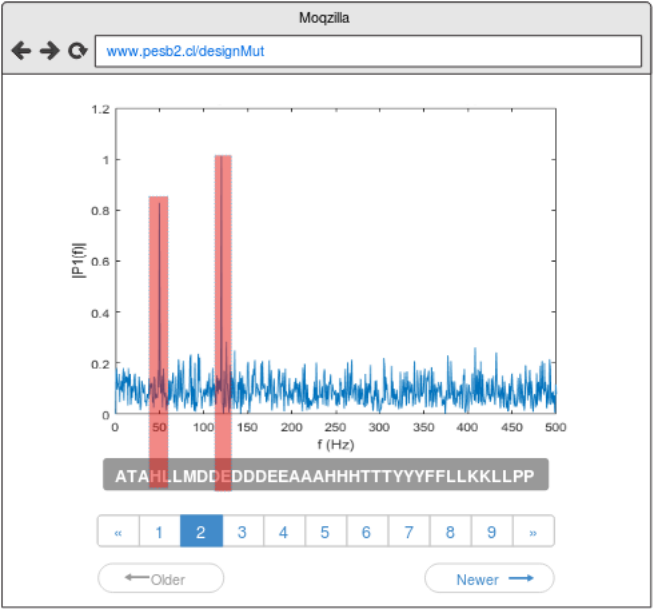 Moqzilla
www.pesb2.cl/designMut
1.2
1
0.8
0.6
0.4
0.2
0
|P1(f)|
0 50 100 150 200 250 300 350 400 450 500
f (Hz)
ATAHLLMDDEDDDEEAAAHHHTTTYYYFFLLKKLLPP
« 1 2 3 4 5 6 7 8 9 »
Older Newer